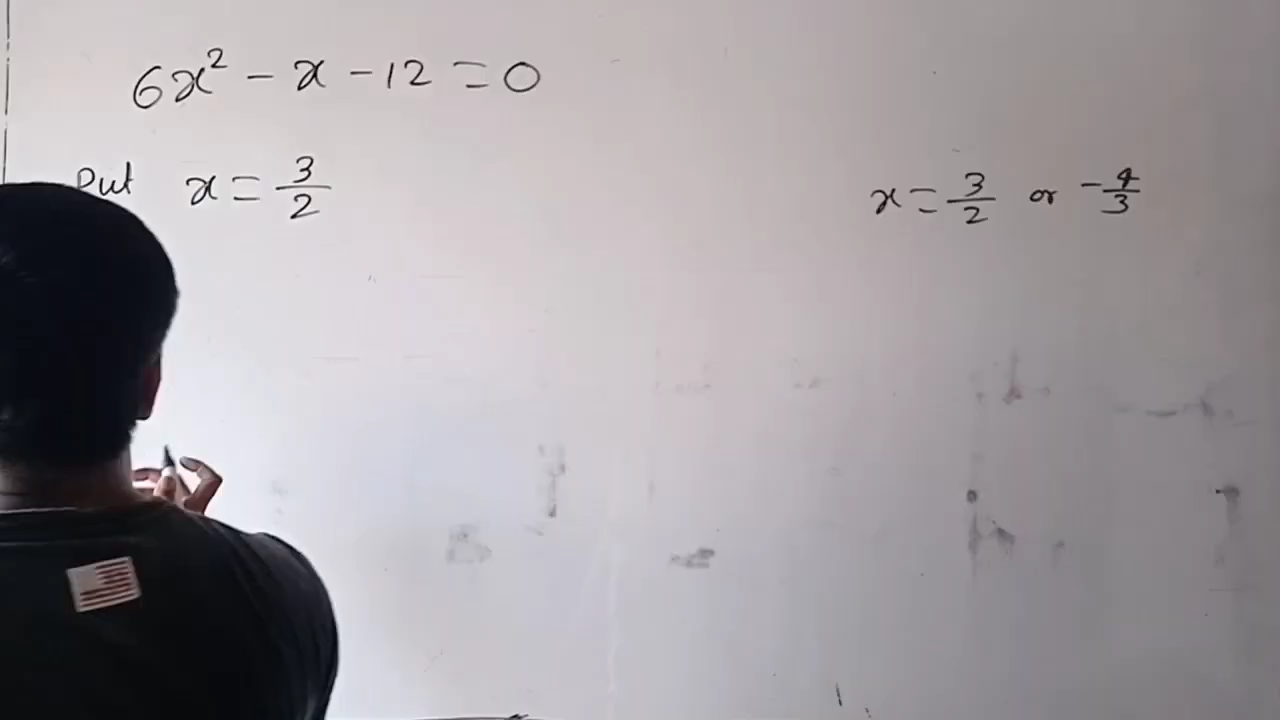 6x² - x - 12 = 0
Put x = 3/2
x = 3/2 or -4/3